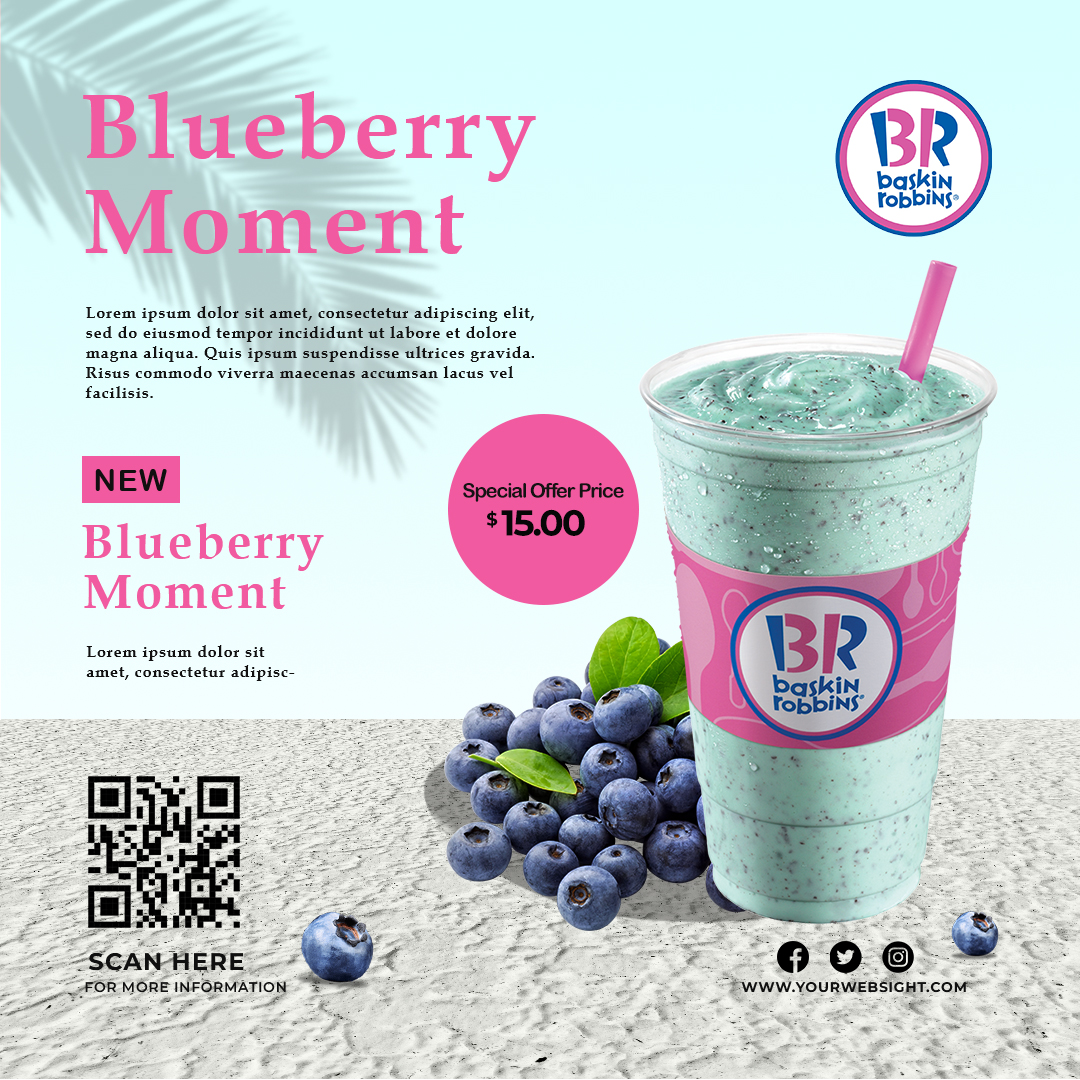 Blueberry
Moment
BR
baskin
robbins®
Lorem ipsum dolor sit amet, consectetur adipiscing elit,
sed do eiusmod tempor incididunt ut labore et dolore
magna aliqua. Quis ipsum suspendisse ultrices gravida.
Risus commodo viverra maecenas accumsan lacus vel
facilisis.
NEW
Blueberry
Moment
Special Offer Price
$15.00
Lorem ipsum dolor sit
amet, consectetur adipisc-
BR
baskin
robbins®
SCAN HERE
FOR MORE INFORMATION
WWW.YOURWEBSIGHT.COM